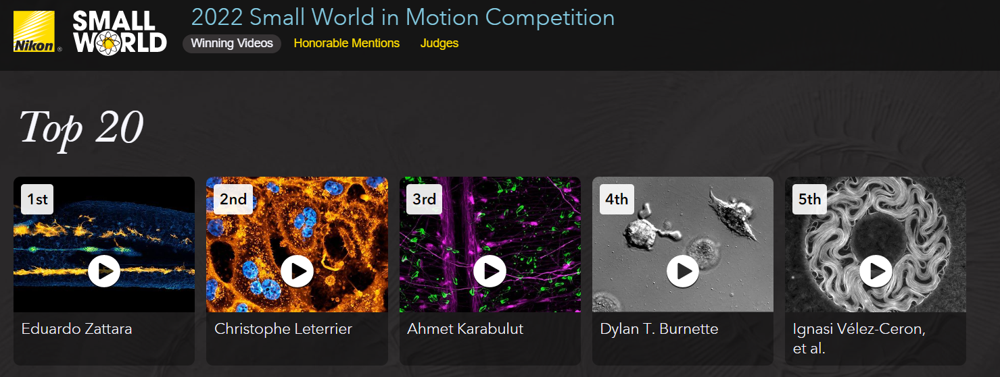 Nikon ®
SMALL
WORLD
2022 Small World in Motion Competition
Winning Videos Honorable Mentions Judges
Top 20
1st
2nd
3rd
4th
5th
Eduardo Zattara
Christophe Leterrier
Ahmet Karabulut
Dylan T. Burnette
Ignasi Vélez-Ceron,
et al.